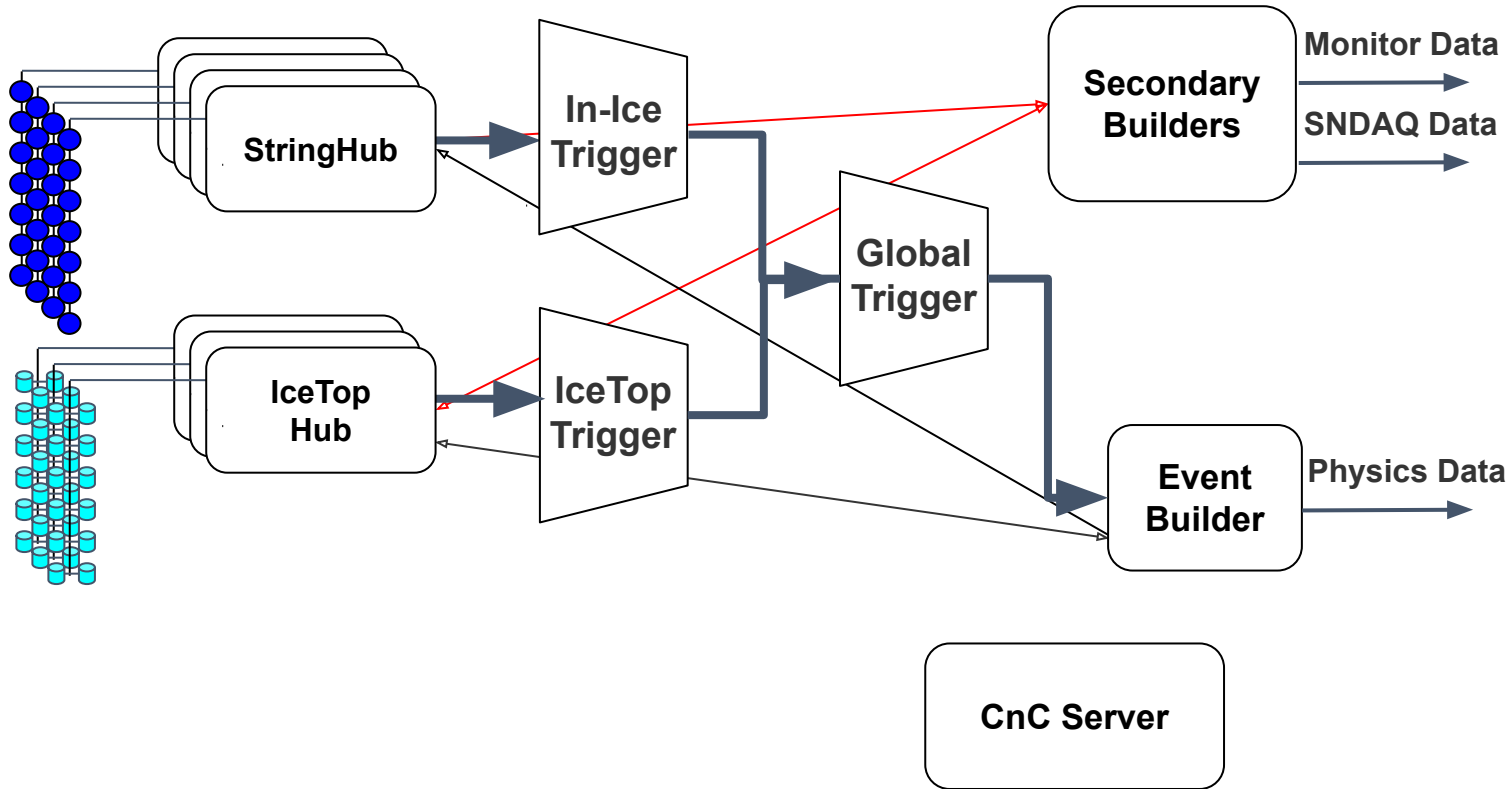 Monitor Data
Secondary
Builders
SNDAQ Data
In-Ice
Trigger
StringHub
Global
Trigger
IceTop
Hub
IceTop
Trigger
Event
Builder
Physics Data
CnC Server